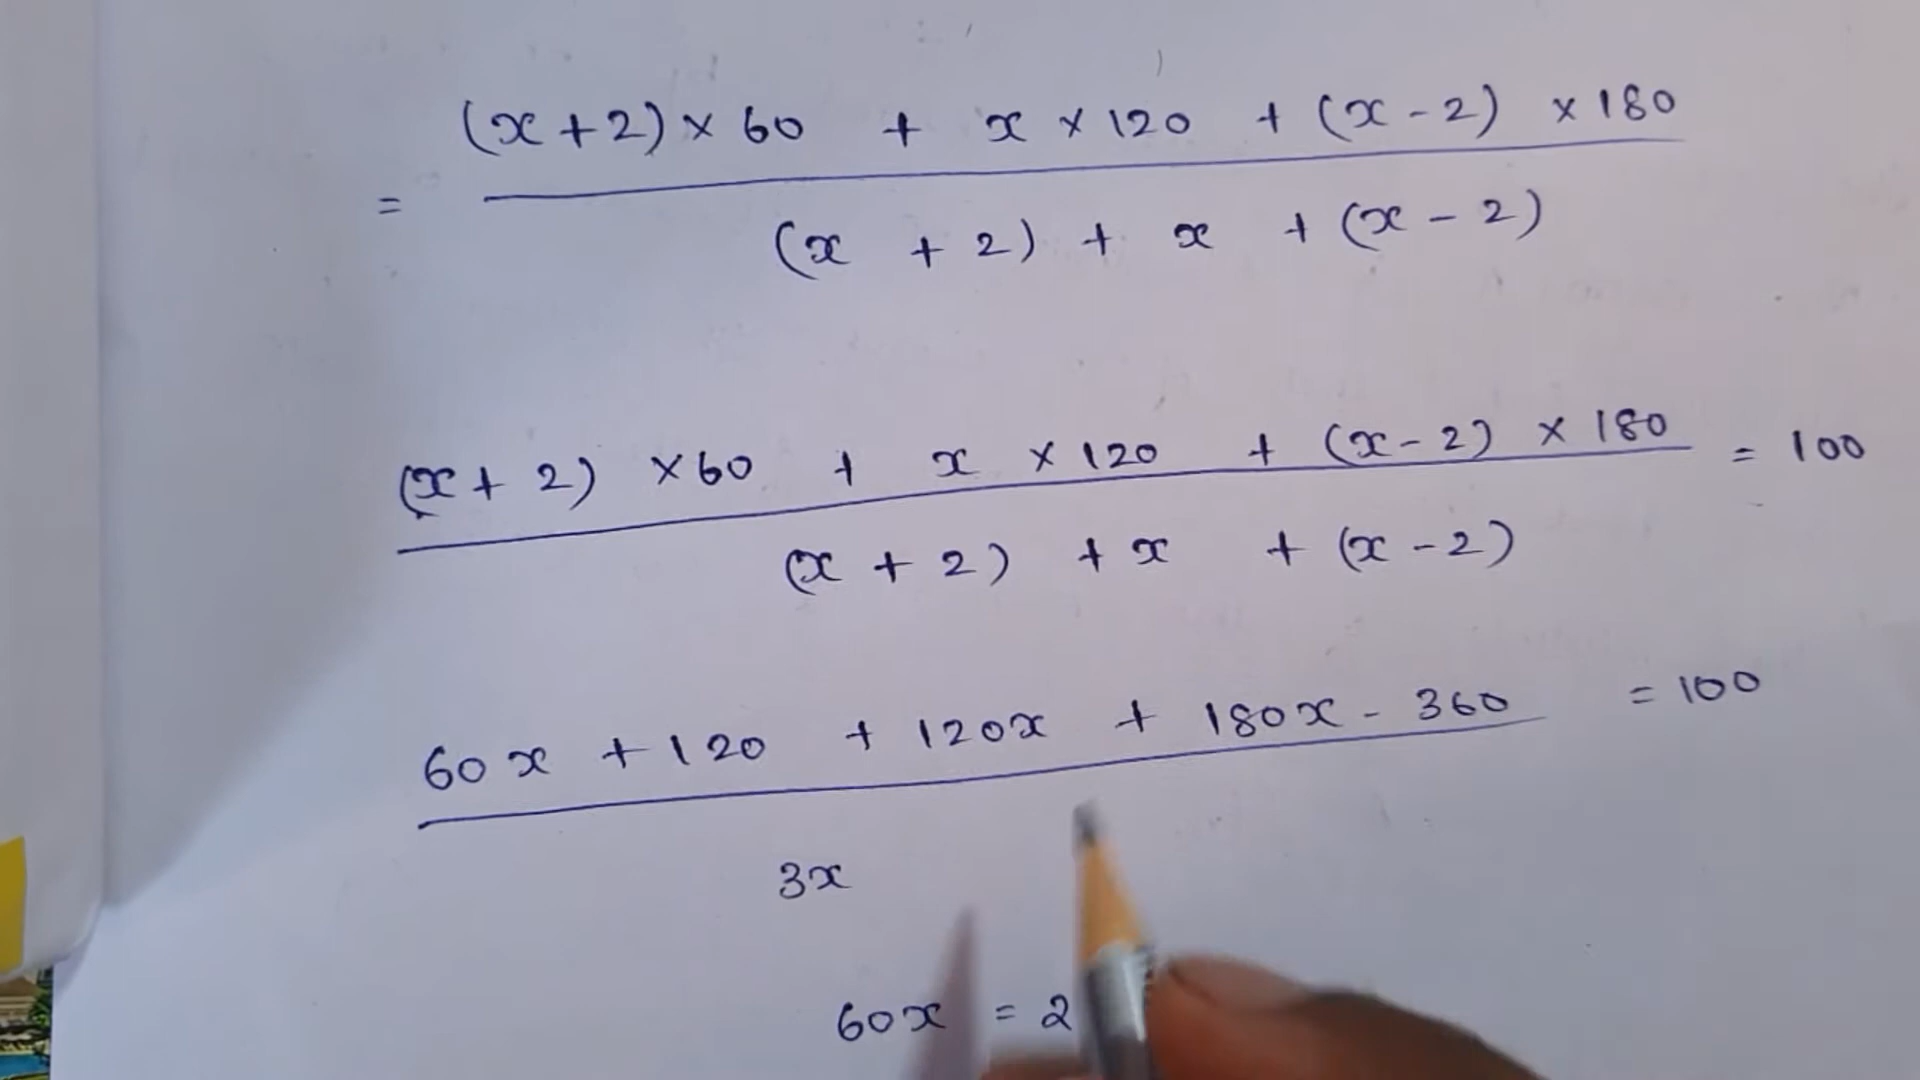 = (x + 2) × 60 + x × 120 + (x - 2) × 180
(x + 2) + x + (x - 2)
(x + 2) × 60 + x × 120 + (x - 2) × 180 = 100
(x + 2) + x + (x - 2)
60x + 120 + 120x + 180x - 360 = 100
3x
60x = 2